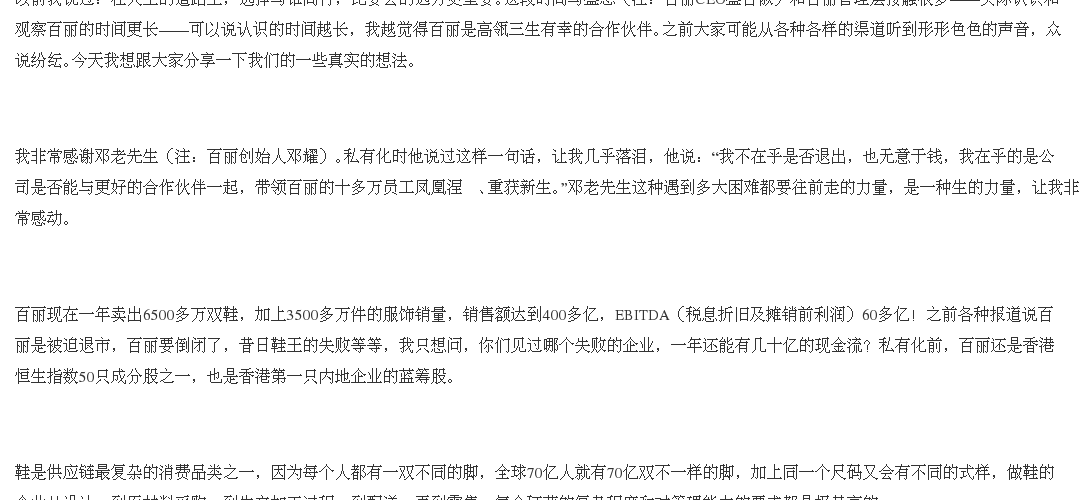 观察百丽的时间更长——可以说认识的时间越长，我越觉得百丽是高瓴三生有幸的合作伙伴。之前大家可能从各种各样的渠道听到形形色色的声音，众
说纷纭。今天我想跟大家分享一下我们的一些真实的想法。
我非常感谢邓老先生（注：百丽创始人邓耀）。私有化时他说过这样一句话，让我几乎落泪，他说：“我不在乎是否退出，也无意于钱，我在乎的是公
司是否能与更好的合作伙伴一起，带领百丽的十多万员工凤凰涅 、重获新生。”邓老先生这种遇到多大困难都要往前走的力量，是一种生的力量，让我非
常感动。
百丽现在一年卖出6500多万双鞋，加上3500多万件的服饰销量，销售额达到400多亿，EBITDA（税息折旧及摊销前利润）60多亿！之前各种报道说百
丽是被迫退市，百丽要倒闭了，昔日鞋王的失败等等，我只想问，你们见过哪个失败的企业，一年还能有几十亿的现金流？私有化前，百丽还是香港
恒生指数50只成分股之一，也是香港第一只内地企业的蓝筹股。
鞋是供应链最复杂的消费品类之一，因为每个人都有一双不同的脚，全球70亿人就有70亿双不一样的脚，加上同一个尺码又会有不同的式样，做鞋的